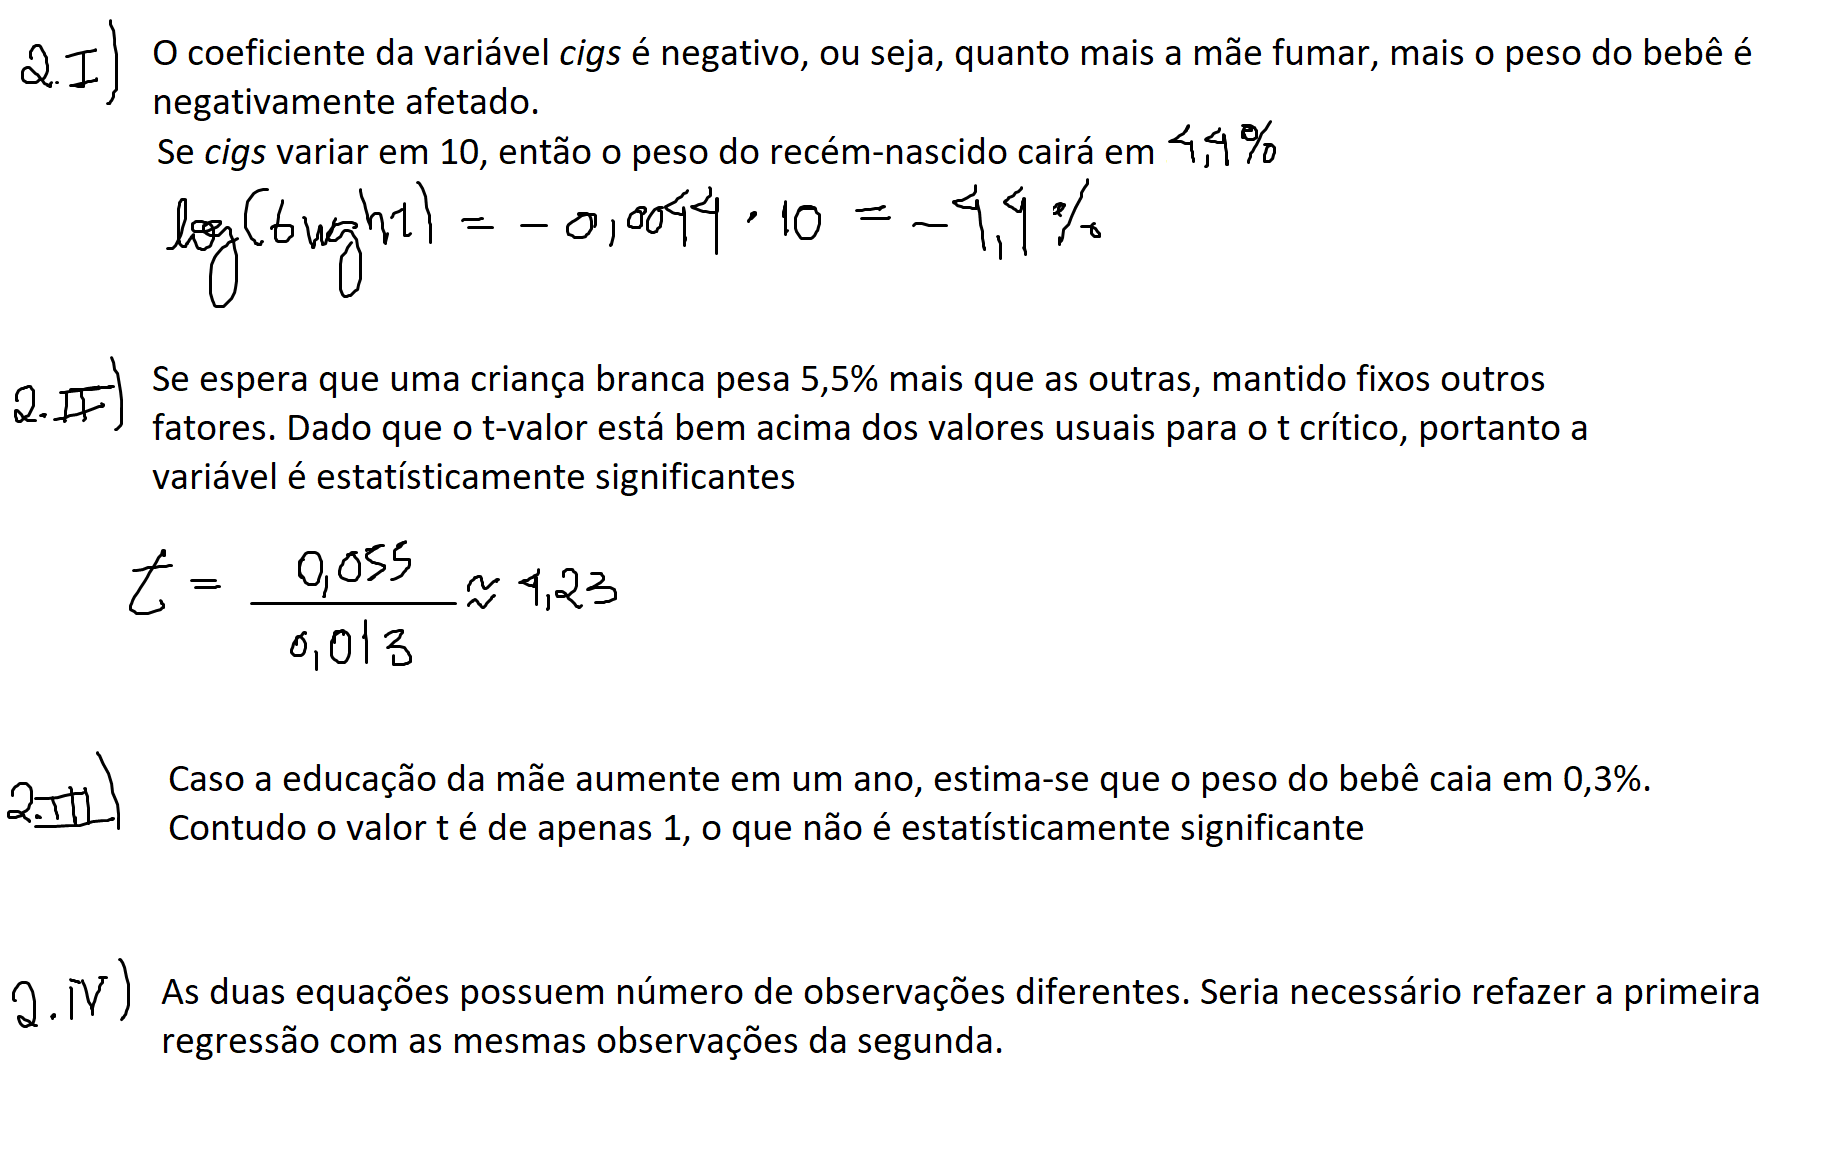 2.I) O coeficiente da variável cigs é negativo, ou seja, quanto mais a mãe fumar, mais o peso do bebê é
negativamente afetado.
Se cigs variar em 10, então o peso do recém-nascido cairá em 4,4%
log(bwght) = - 0,0044 · 10 = - 4,4 %
2.II) Se espera que uma criança branca pesa 5,5% mais que as outras, mantido fixos outros
fatores. Dado que o t-valor está bem acima dos valores usuais para o t crítico, portanto a
variável é estatísticamente significantes
t = 0,055 / 0,013 ≈ 4,23
2.III) Caso a educação da mãe aumente em um ano, estima-se que o peso do bebê caia em 0,3%.
Contudo o valor t é de apenas 1, o que não é estatísticamente significante
2.IV) As duas equações possuem número de observações diferentes. Seria necessário refazer a primeira
regressão com as mesmas observações da segunda.